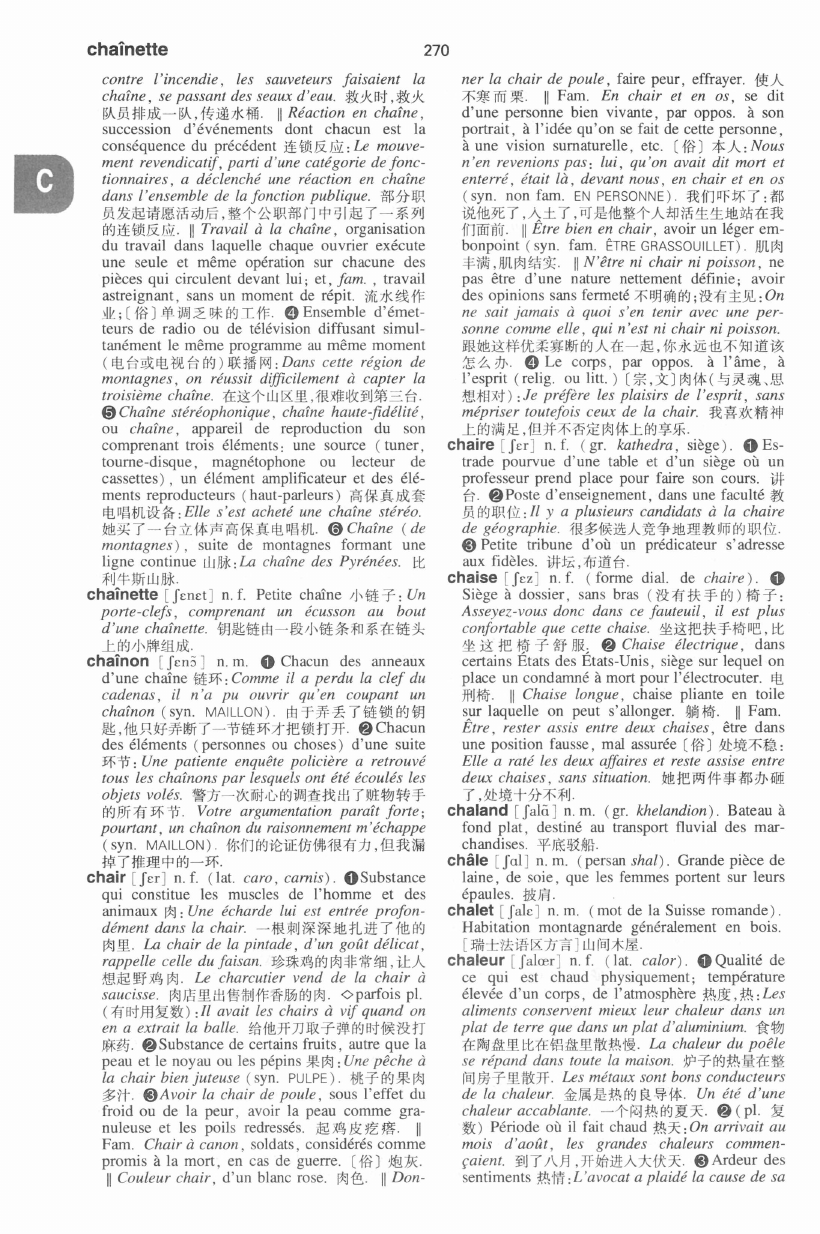 chaînette
270
C
contre l'incendie, les sauveteurs faisaient la
chaîne, se passant des seaux d'eau. 救火时,救火
队员排成一队,传递水桶. ‖ Réaction en chaîne,
succession d'événements dont chacun est la
conséquence du précédent 连锁反应:Le mouve-
ment revendicatif, parti d'une catégorie de fonc-
tionnaires, a déclenché une réaction en chaîne
dans l'ensemble de la fonction publique. 部分职
员发起请愿活动后,整个公职部门中引起了一系列
的连锁反应. ‖ Travail à la chaîne, organisation
du travail dans laquelle chaque ouvrier exécute
une seule et même opération sur chacune des
pièces qui circulent devant lui; et, fam. , travail
astreignant, sans un moment de répit. 流水线作
业;〔俗〕单调乏味的工作. ❹ Ensemble d'émet-
teurs de radio ou de télévision diffusant simul-
tanément le même programme au même moment
(电台或电视台的)联播网:Dans cette région de
montagnes, on réussit difficilement à capter la
troisième chaîne. 在这个山区里,很难收到第三台.
❺ Chaîne stéréophonique, chaîne haute-fidélité,
ou chaîne, appareil de reproduction du son
comprenant trois éléments: une source (tuner,
tourne-disque, magnétophone ou lecteur de
cassettes), un élément amplificateur et des élé-
ments reproducteurs (haut-parleurs) 高保真成套
电唱机设备:Elle s'est acheté une chaîne stéréo.
她买了一台立体声高保真电唱机. ❻ Chaîne (de
montagnes), suite de montagnes formant une
ligne continue 山脉:La chaîne des Pyrénées. 比
利牛斯山脉.
chaînette [ʃɛnɛt] n. f. Petite chaîne 小链子:Un
porte-clefs, comprenant un écusson au bout
d'une chaînette. 钥匙链由一段小链条和系在链头
上的小牌组成.
chaînon [ʃɛnɔ̃] n. m. ❶ Chacun des anneaux
d'une chaîne 链环:Comme il a perdu la clef du
cadenas, il n'a pu ouvrir qu'en coupant un
chaînon (syn. MAILLON). 由于弄丢了链锁的钥
匙,他只好弄断了一节链环才把锁打开. ❷ Chacun
des éléments (personnes ou choses) d'une suite
环节:Une patiente enquête policière a retrouvé
tous les chaînons par lesquels ont été écoulés les
objets volés. 警方一次耐心的调查找出了赃物转手
的所有环节. Votre argumentation paraît forte;
pourtant, un chaînon du raisonnement m'échappe
(syn. MAILLON). 你们的论证仿佛很有力,但我漏
掉了推理中的一环.
chair [ʃɛr] n. f. (lat. caro, carnis). ❶Substance
qui constitue les muscles de l'homme et des
animaux 肉:Une écharde lui est entrée profon-
dément dans la chair. 一根刺深深地扎进了他的
肉里. La chair de la pintade, d'un goût délicat,
rappelle celle du faisan. 珍珠鸡的肉非常细,让人
想起野鸡肉. Le charcutier vend de la chair à
saucisse. 肉店里出售制作香肠的肉. ◇parfois pl.
(有时用复数):Il avait les chairs à vif quand on
en a extrait la balle. 给他开刀取子弹的时候没打
麻药. ❷Substance de certains fruits, autre que la
peau et le noyau ou les pépins 果肉:Une pêche à
la chair bien juteuse (syn. PULPE). 桃子的果肉
多汁. ❸Avoir la chair de poule, sous l'effet du
froid ou de la peur, avoir la peau comme gra-
nuleuse et les poils redressés. 起鸡皮疙瘩. ‖
Fam. Chair à canon, soldats, considérés comme
promis à la mort, en cas de guerre. 〔俗〕炮灰.
‖ Couleur chair, d'un blanc rose. 肉色. ‖ Don-
ner la chair de poule, faire peur, effrayer. 使人
不寒而栗. ‖ Fam. En chair et en os, se dit
d'une personne bien vivante, par oppos. à son
portrait, à l'idée qu'on se fait de cette personne,
à une vision surnaturelle, etc. 〔俗〕本人:Nous
n'en revenions pas: lui, qu'on avait dit mort et
enterré, était là, devant nous, en chair et en os
(syn. non fam. EN PERSONNE). 我们吓坏了:都
说他死了,入土了,可是他整个人却活生生地站在我
们面前. ‖ Être bien en chair, avoir un léger em-
bonpoint (syn. fam. ÊTRE GRASSOUILLET). 肌肉
丰满,肌肉结实. ‖ N'être ni chair ni poisson, ne
pas être d'une nature nettement définie; avoir
des opinions sans fermeté 不明确的;没有主见:On
ne sait jamais à quoi s'en tenir avec une per-
sonne comme elle, qui n'est ni chair ni poisson.
跟她这样优柔寡断的人在一起,你永远也不知道该
怎么办. ❹ Le corps, par oppos. à l'âme, à
l'esprit (relig. ou litt.) 〔宗,文〕肉体(与灵魂、思
想相对):Je préfère les plaisirs de l'esprit, sans
mépriser toutefois ceux de la chair. 我喜欢精神
上的满足,但并不否定肉体上的享乐.
chaire [ʃɛr] n. f. (gr. kathedra, siège). ❶ Es-
trade pourvue d'une table et d'un siège où un
professeur prend place pour faire son cours. 讲
台. ❷Poste d'enseignement, dans une faculté 教
员的职位:Il y a plusieurs candidats à la chaire
de géographie. 很多候选人竞争地理教师的职位.
❸ Petite tribune d'où un prédicateur s'adresse
aux fidèles. 讲坛,布道台.
chaise [ʃɛz] n. f. (forme dial. de chaire). ❶
Siège à dossier, sans bras (没有扶手的)椅子:
Asseyez-vous donc dans ce fauteuil, il est plus
confortable que cette chaise. 坐这把扶手椅吧,比
坐这把椅子舒服. ❷ Chaise électrique, dans
certains États des États-Unis, siège sur lequel on
place un condamné à mort pour l'électrocuter. 电
刑椅. ‖ Chaise longue, chaise pliante en toile
sur laquelle on peut s'allonger. 躺椅. ‖ Fam.
Être, rester assis entre deux chaises, être dans
une position fausse, mal assurée〔俗〕处境不稳:
Elle a raté les deux affaires et reste assise entre
deux chaises, sans situation. 她把两件事都办砸
了,处境十分不利.
chaland [ʃalɑ̃] n. m. (gr. khelandion). Bateau à
fond plat, destiné au transport fluvial des mar-
chandises. 平底驳船.
châle [ʃɑl] n. m. (persan shal). Grande pièce de
laine, de soie, que les femmes portent sur leurs
épaules. 披肩.
chalet [ʃalɛ] n. m. (mot de la Suisse romande).
Habitation montagnarde généralement en bois.
[瑞士法语区方言]山间木屋.
chaleur [ʃalœr] n. f. (lat. calor). ❶ Qualité de
ce qui est chaud physiquement; température
élevée d'un corps, de l'atmosphère 热度,热:Les
aliments conservent mieux leur chaleur dans un
plat de terre que dans un plat d'aluminium. 食物
在陶盘里比在铝盘里散热慢. La chaleur du poêle
se répand dans toute la maison. 炉子的热量在整
间房子里散开. Les métaux sont bons conducteurs
de la chaleur. 金属是热的良导体. Un été d'une
chaleur accablante. 一个闷热的夏天. ❷ (pl. 复
数) Période où il fait chaud 热天:On arrivait au
mois d'août, les grandes chaleurs commen-
çaient. 到了八月,开始进入大伏天. ❸ Ardeur des
sentiments 热情:L'avocat a plaidé la cause de sa